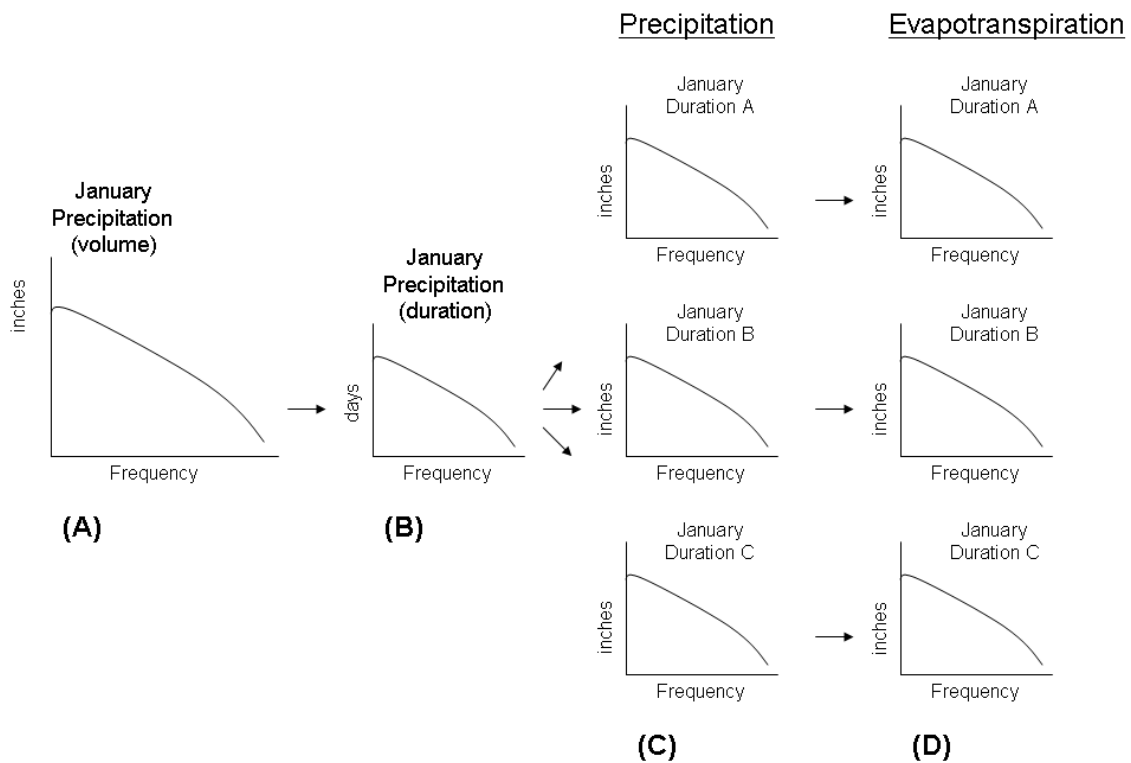 Precipitation
Evapotranspiration
January
Precipitation
(volume)
inches
Frequency
(A)
January
Precipitation
(duration)
days
Frequency
(B)
January
Duration A
inches
Frequency
January
Duration B
inches
Frequency
January
Duration C
inches
Frequency
(C)
January
Duration A
inches
Frequency
January
Duration B
inches
Frequency
January
Duration C
inches
Frequency
(D)